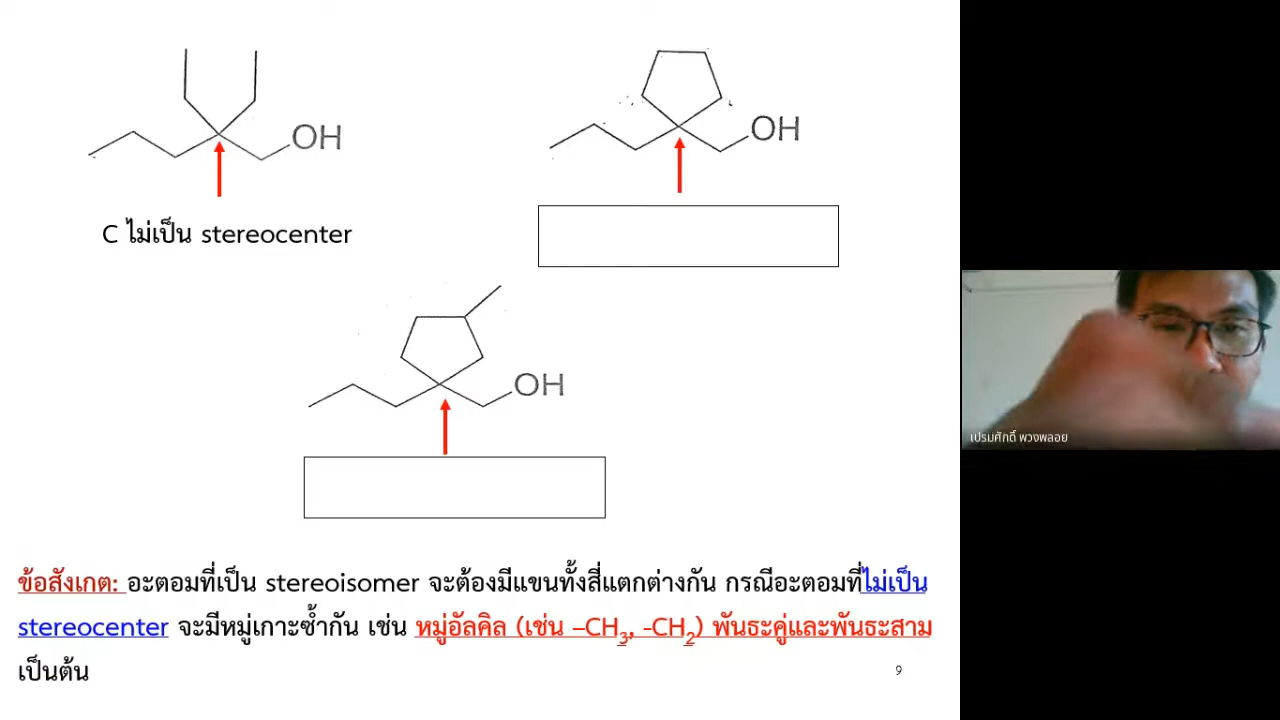 OH
OH
C ไม่เป็น stereocenter
OH
เปรมศักดิ์ พวงพลอย
ข้อสังเกต: อะตอมที่เป็น stereoisomer จะต้องมีแขนทั้งสี่แตกต่างกัน กรณีอะตอมที่ไม่เป็น
stereocenter จะมีหมู่เกาะซ้ำกัน เช่น หมู่อัลคิล (เช่น –CH3, -CH2) พันธะคู่และพันธะสาม
เป็นต้น
9